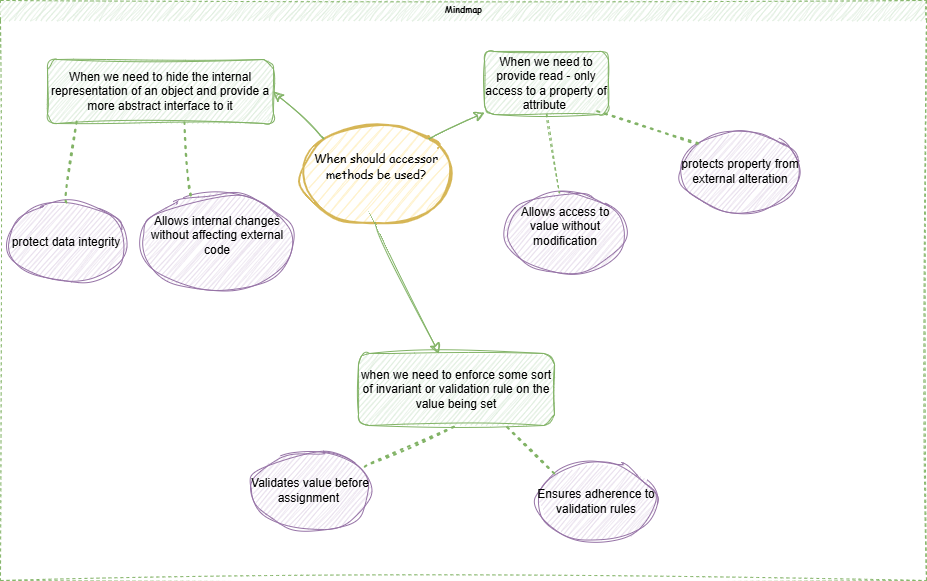 Mindmap
When we need to hide the internal
representation of an object and provide a
more abstract interface to it
When we need to
provide read - only
access to a property of
attribute
When should accessor
methods be used?
protects property from
external alteration
protect data integrity
Allows internal changes
without affecting external
code
Allows access to
value without
modification
when we need to enforce some sort
of invariant or validation rule on the
value being set
Validates value before
assignment
Ensures adherence to
validation rules